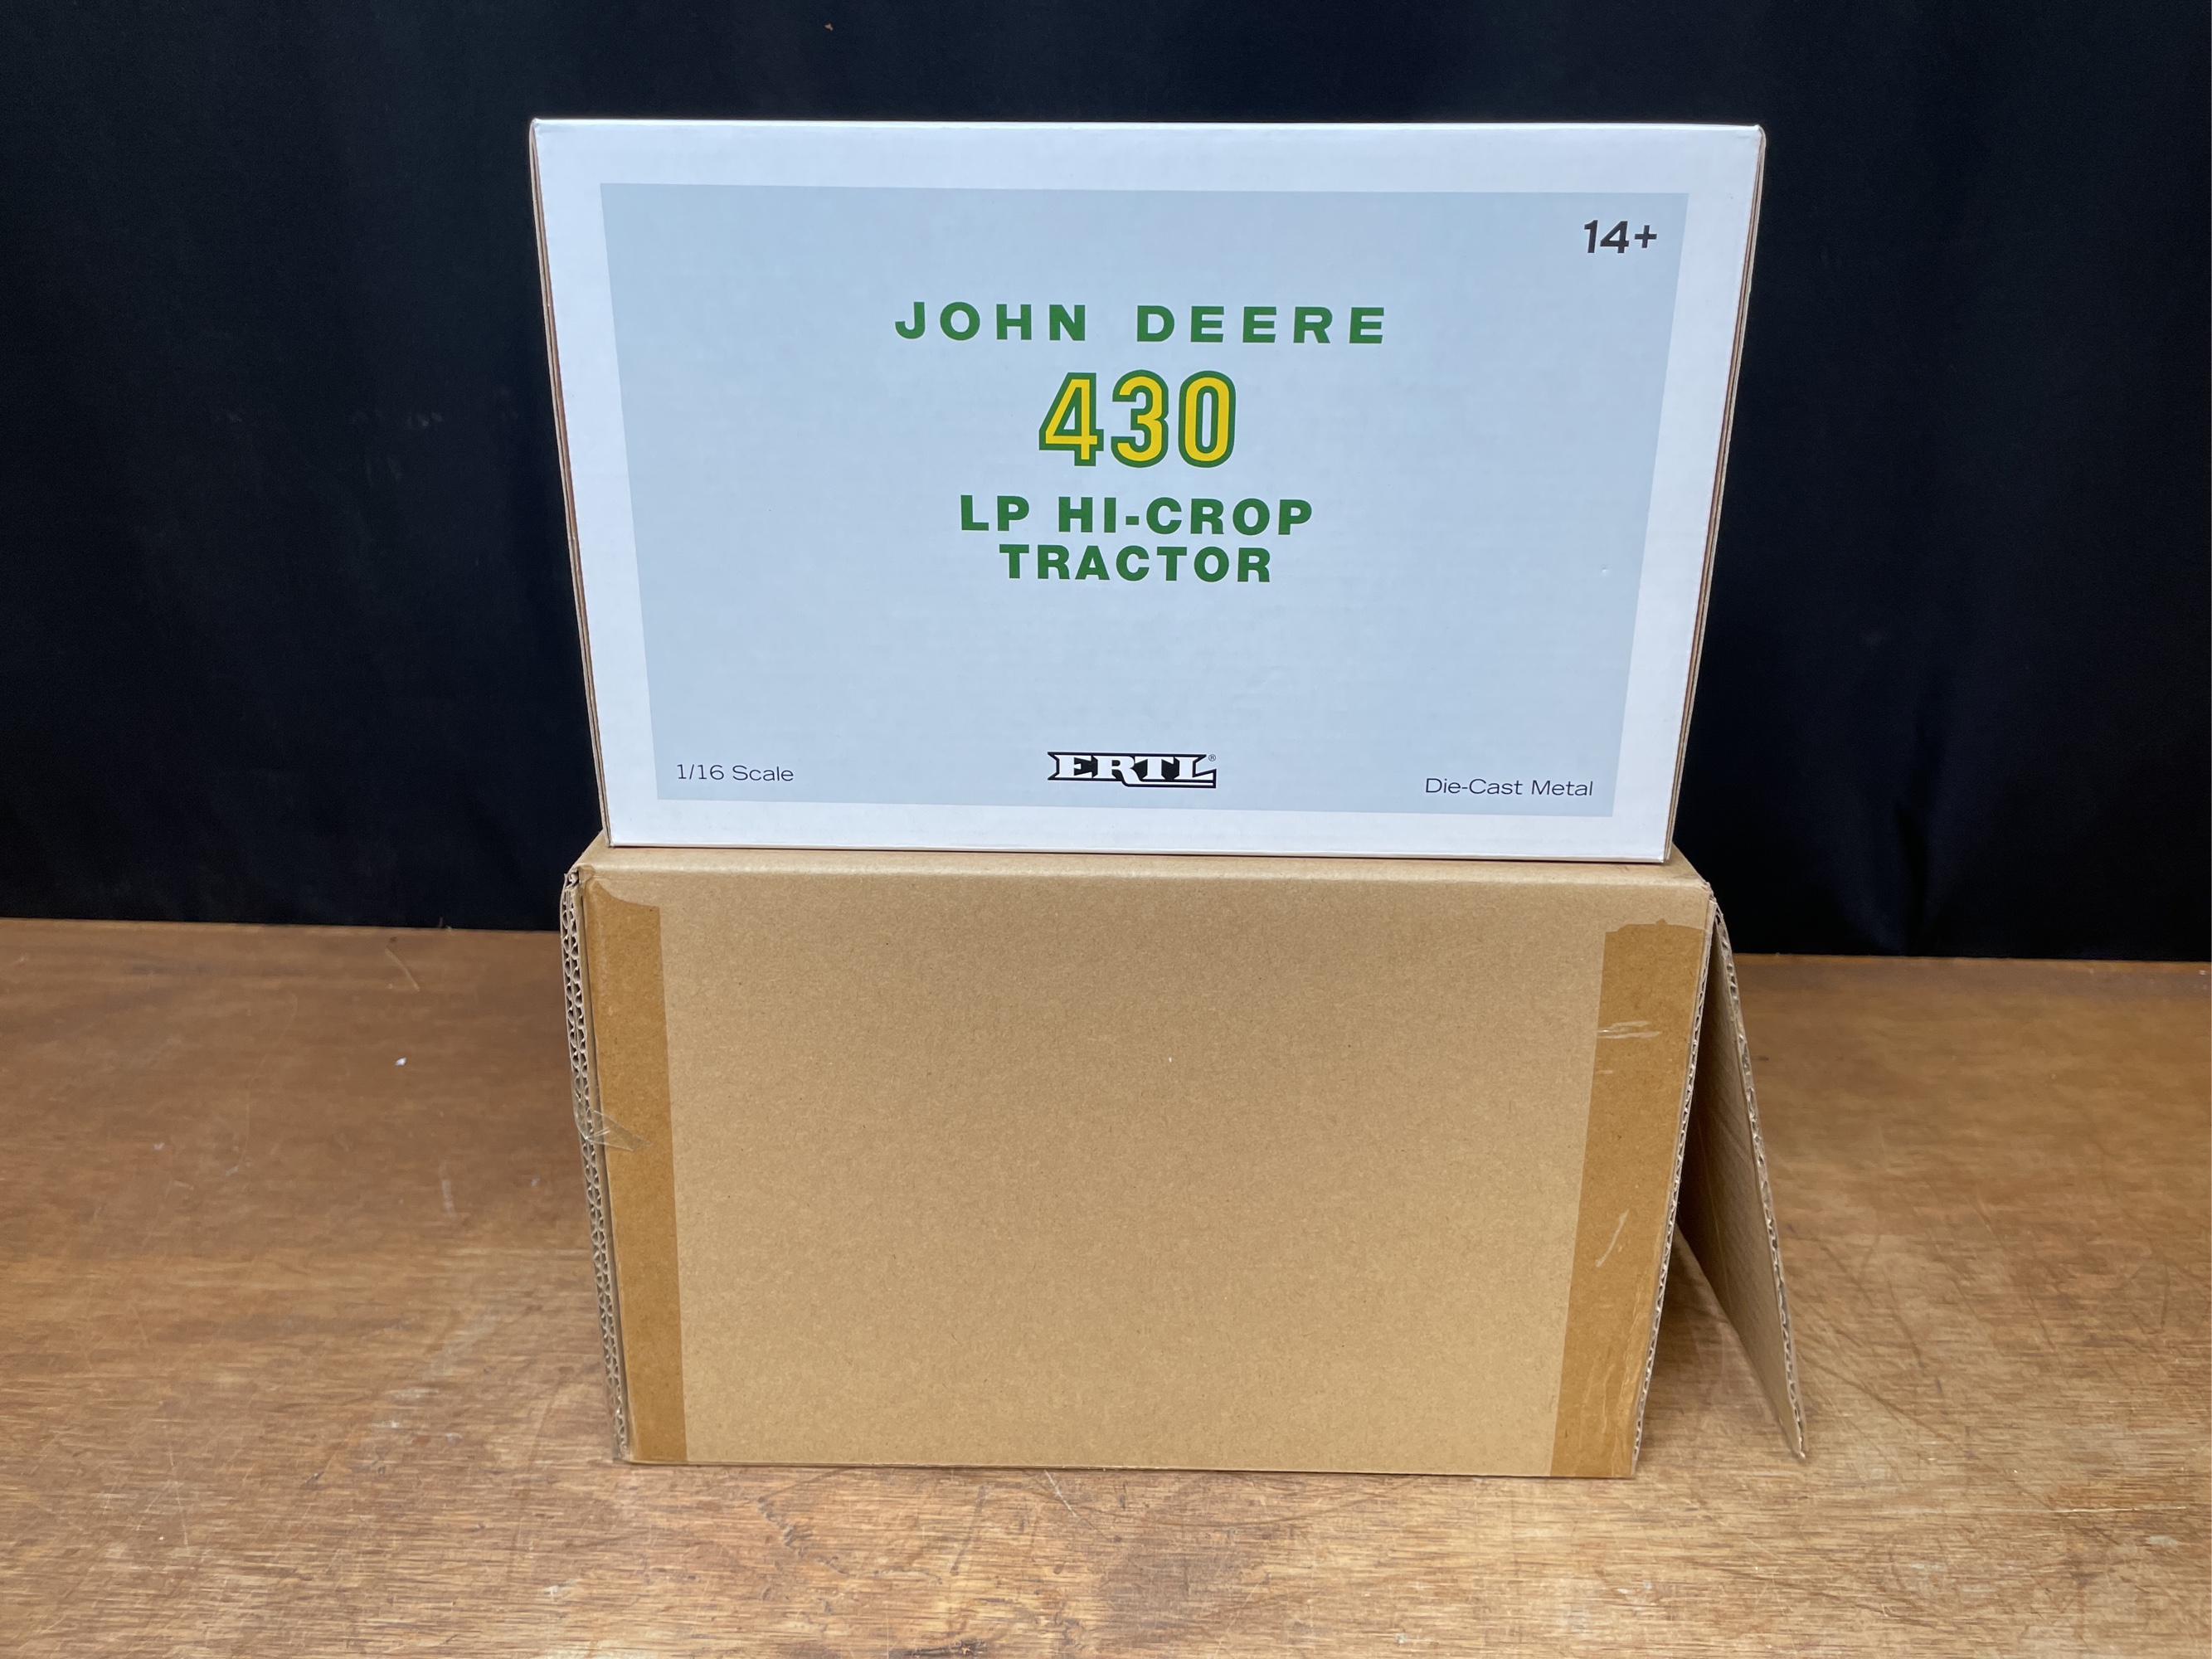 14+
JOHN DEERE
430
LP HI-CROP
TRACTOR
1/16 Scale
ERTL®
Die-Cast Metal